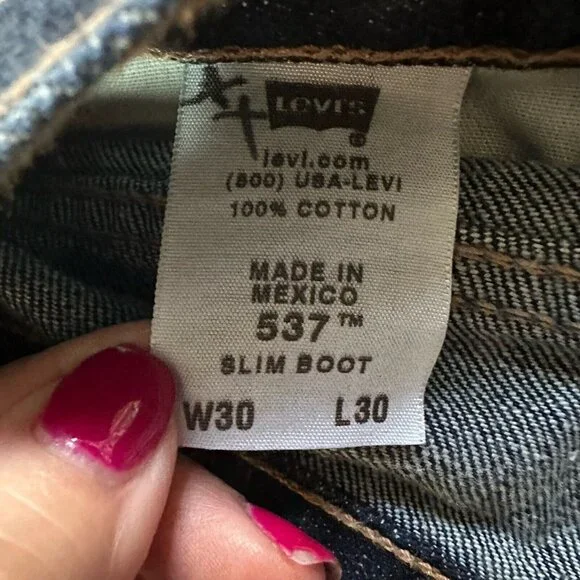 LEVI'S
®
levi.com
(800) USA-LEVI
100% COTTON
MADE IN
MEXICO
537™
SLIM BOOT
W30 L30